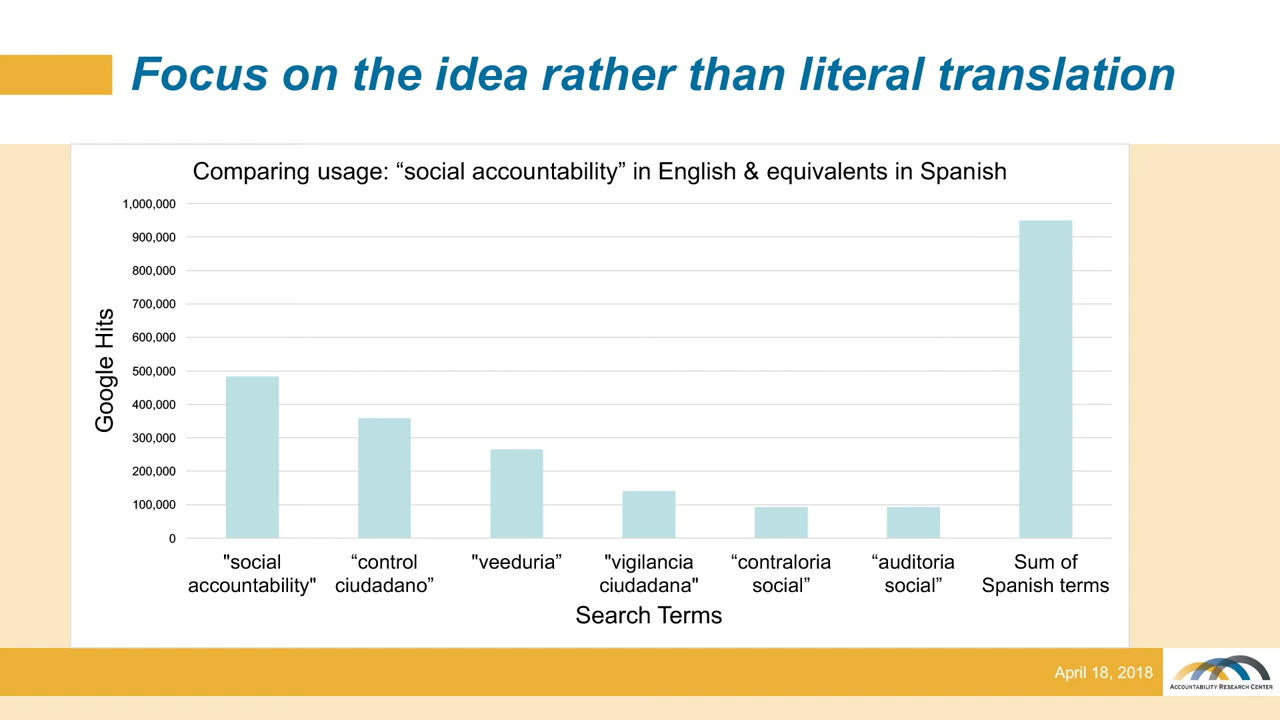 Focus on the idea rather than literal translation
Comparing usage: “social accountability” in English & equivalents in Spanish
1,000,000
900,000
800,000
700,000
600,000
500,000
400,000
300,000
200,000
100,000
0
Google Hits
"social accountability"
“control ciudadano”
"veeduria”
"vigilancia ciudadana"
“contraloria social”
“auditoria social”
Sum of Spanish terms
Search Terms
April 18, 2018
Accountability Research Center